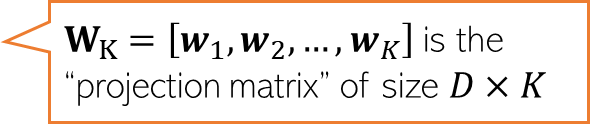 W_K = [w_1, w_2, …, w_K] is the
“projection matrix” of size D × K